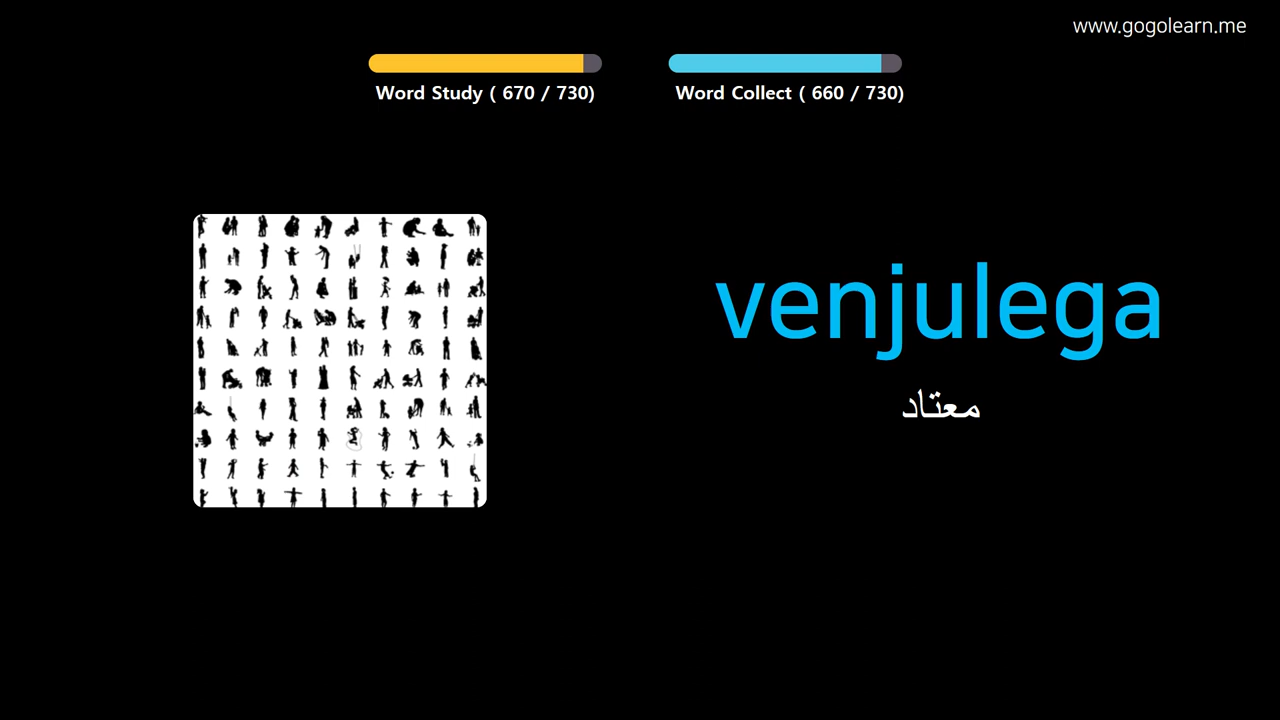 www.gogolearn.me
Word Study ( 670 / 730)
Word Collect ( 660 / 730)
venjulega
معتاد